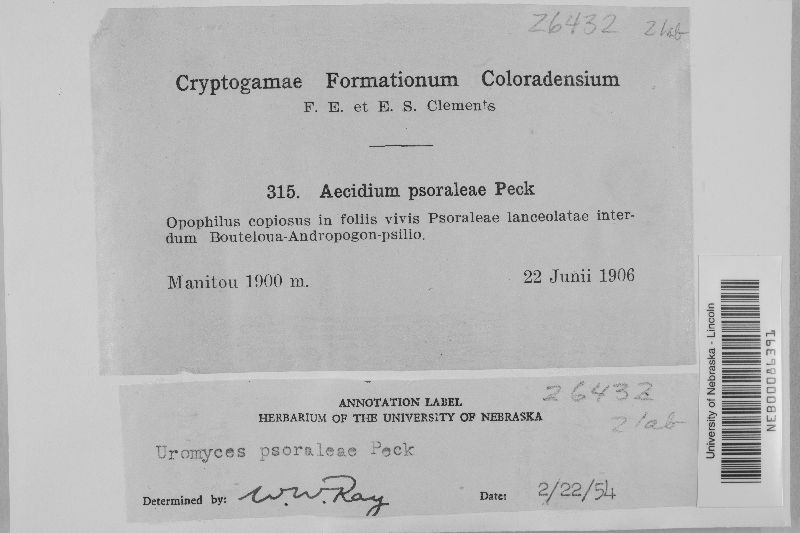 26432 21ab
Cryptogamae Formationum Coloradensium
F. E. et E. S. Clements
315. Aecidium psoraleae Peck
Opophilus copiosus in foliis vivis Psoraleae lanceolatae inter-
dum Bouteloua-Andropogon-psilio.
Manitou 1900 m. 22 Junii 1906
University of Nebraska - Lincoln
NEB00086391
ANNOTATION LABEL 26432
HERBARIUM OF THE UNIVERSITY OF NEBRASKA
21ab
Uromyces psoraleae Peck
Determined by: W.W. Ray Date: 2/22/54